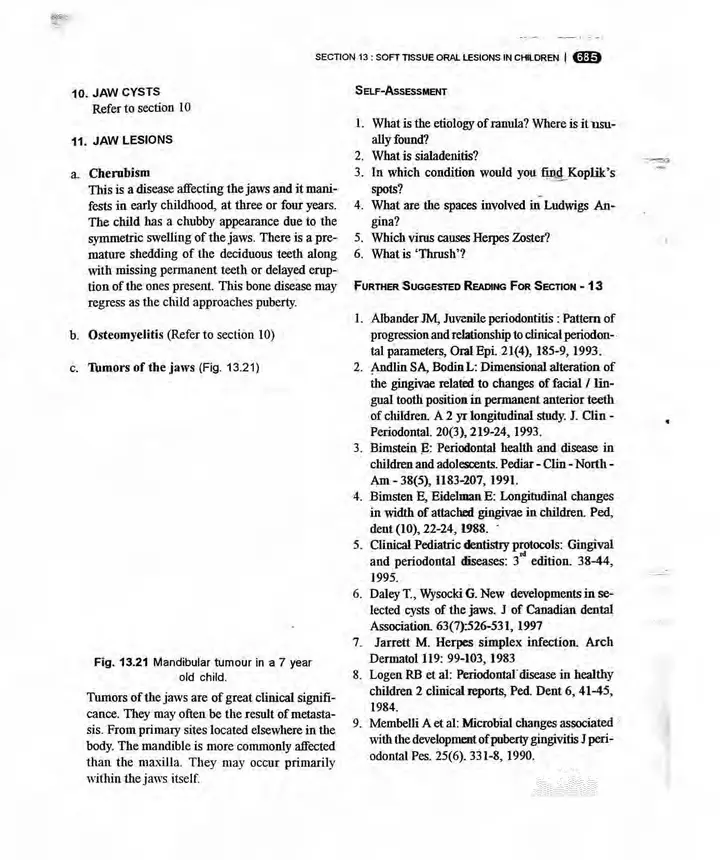 SECTION 13 : SOFT TISSUE ORAL LESIONS IN CHILDREN | 685
10. JAW CYSTS
Refer to section 10
11. JAW LESIONS
a. Cherubism
This is a disease affecting the jaws and it mani-
fests in early childhood, at three or four years.
The child has a chubby appearance due to the
symmetric swelling of the jaws. There is a pre-
mature shedding of the deciduous teeth along
with missing permanent teeth or delayed erup-
tion of the ones present. This bone disease may
regress as the child approaches puberty.
b. Osteomyelitis (Refer to section 10)
c. Tumors of the jaws (Fig. 13.21)
Fig. 13.21 Mandibular tumour in a 7 year
old child.
Tumors of the jaws are of great clinical signifi-
cance. They may often be the result of metasta-
sis. From primary sites located elsewhere in the
body. The mandible is more commonly affected
than the maxilla. They may occur primarily
within the jaws itself.
SELF-ASSESSMENT
1. What is the etiology of ranula? Where is it usu-
ally found?
2. What is sialadenitis?
3. In which condition would you find Koplik's
spots?
4. What are the spaces involved in Ludwigs An-
gina?
5. Which virus causes Herpes Zoster?
6. What is 'Thrush'?
FURTHER SUGGESTED READING FOR SECTION - 13
1. Albander JM, Juvenile periodontitis : Pattern of
progression and relationship to clinical periodon-
tal parameters, Oral Epi. 21(4), 185-9, 1993.
2. Andlin SA, Bodin L: Dimensional alteration of
the gingivae related to changes of facial / lin-
gual tooth position in permanent anterior teeth
of children. A 2 yr longitudinal study. J. Clin -
Periodontal. 20(3), 219-24, 1993.
3. Bimstein E: Periodontal health and disease in
children and adolescents. Pediar - Clin - North -
Am - 38(5), 1183-207, 1991.
4. Bimsten E, Eidelman E: Longitudinal changes
in width of attached gingivae in children. Ped,
dent (10), 22-24, 1988.
5. Clinical Pediatric dentistry protocols: Gingival
and periodontal diseases: 3rd edition. 38-44,
1995.
6. Daley T., Wysocki G. New developments in se-
lected cysts of the jaws. J of Canadian dental
Association. 63(7):526-531, 1997
7. Jarrett M. Herpes simplex infection. Arch
Dermatol 119: 99-103, 1983
8. Logen RB et al: Periodontal disease in healthy
children 2 clinical reports, Ped. Dent 6, 41-45,
1984.
9. Membelli A et al: Microbial changes associated
with the development of puberty gingivitis J peri-
odontal Pes. 25(6). 331-8, 1990.